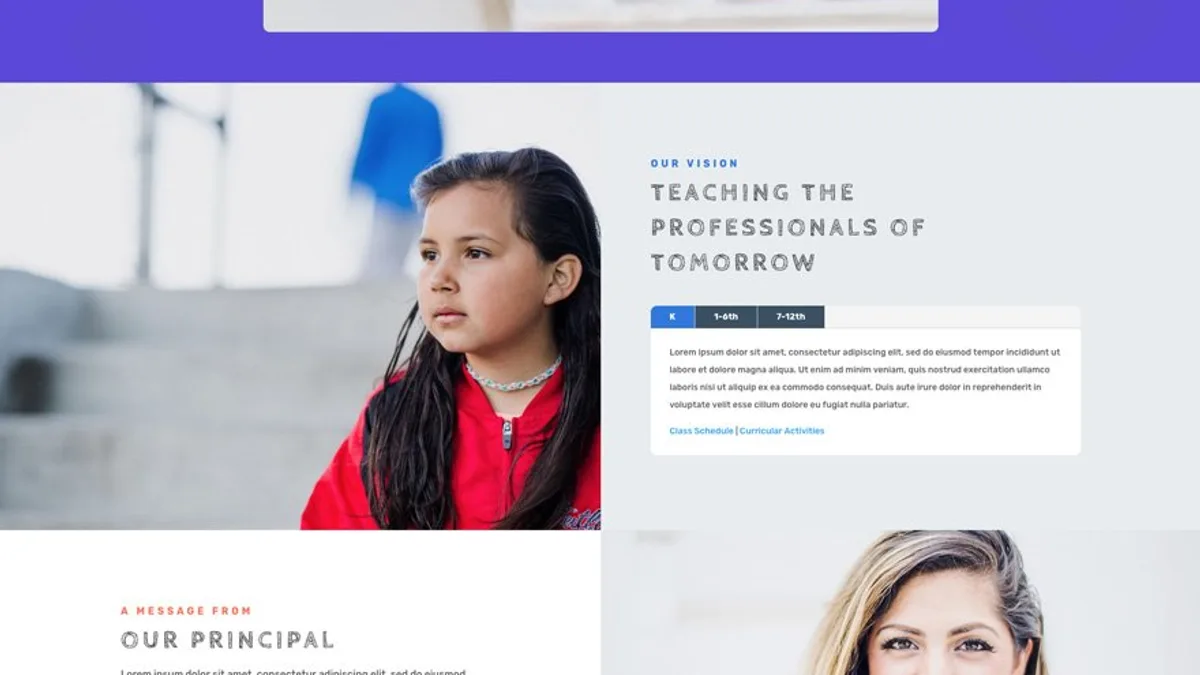 OUR VISION
TEACHING THE
PROFESSIONALS OF
TOMORROW
K 1-6th 7-12th
Lorem ipsum dolor sit amet, consectetur adipiscing elit, sed do eiusmod tempor incididunt ut
labore et dolore magna aliqua. Ut enim ad minim veniam, quis nostrud exercitation ullamco
laboris nisi ut aliquip ex ea commodo consequat. Duis aute irure dolor in reprehenderit in
voluptate velit esse cillum dolore eu fugiat nulla pariatur.
Class Schedule | Curricular Activities
A MESSAGE FROM
OUR PRINCIPAL
Lorem ipsum dolor sit amet, consectetur adipiscing elit, sed do eiusmod